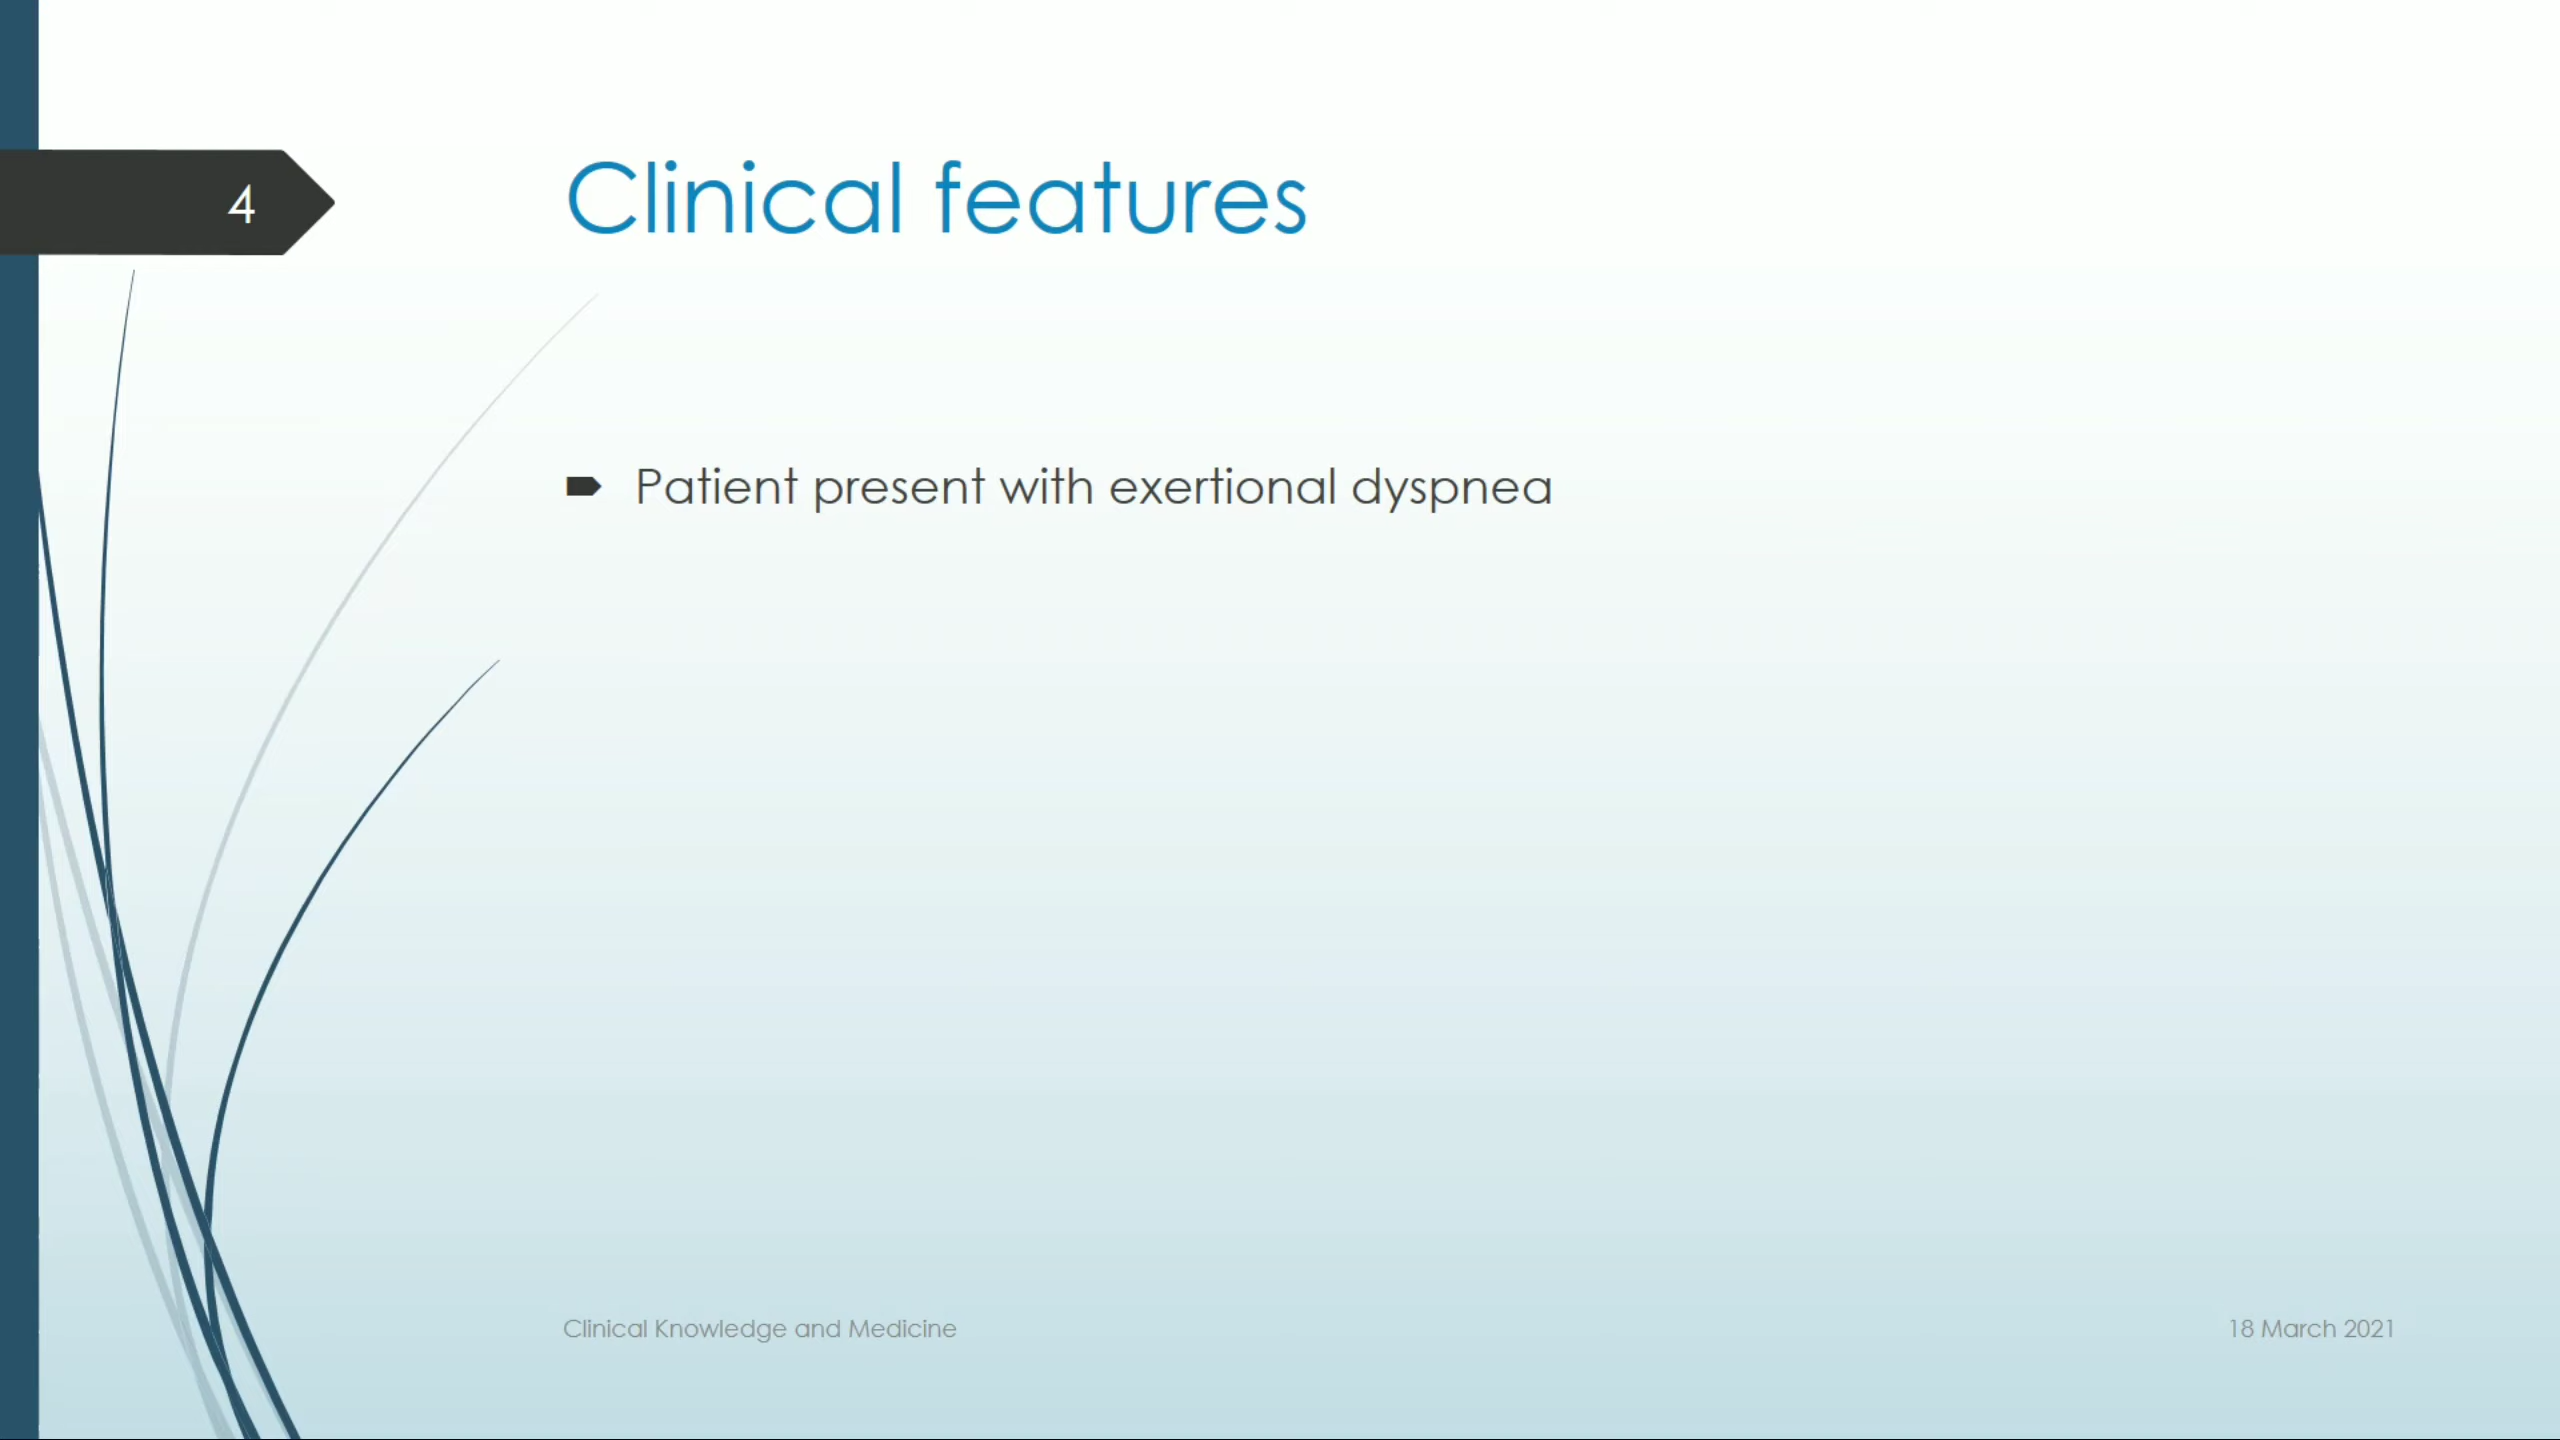 4
Clinical features
Patient present with exertional dyspnea
Clinical Knowledge and Medicine
18 March 2021